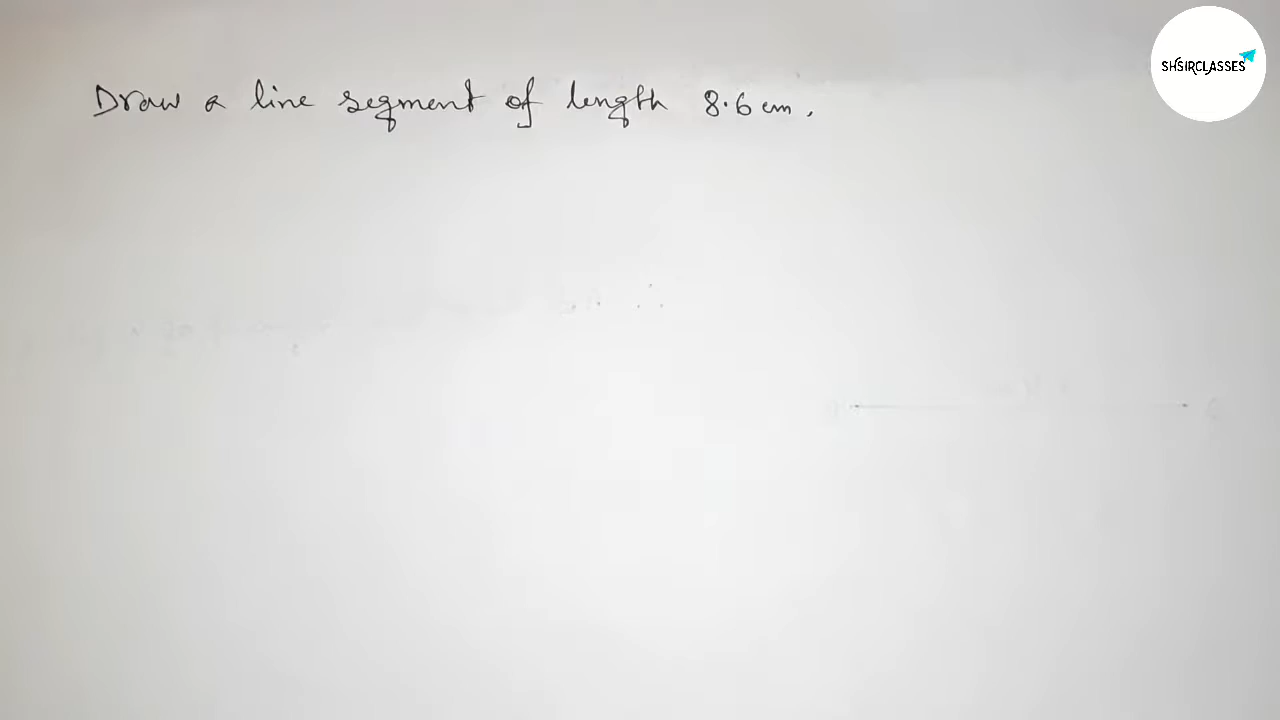 SHSIRCLASSES
Draw a line segment of length 8.6 cm.